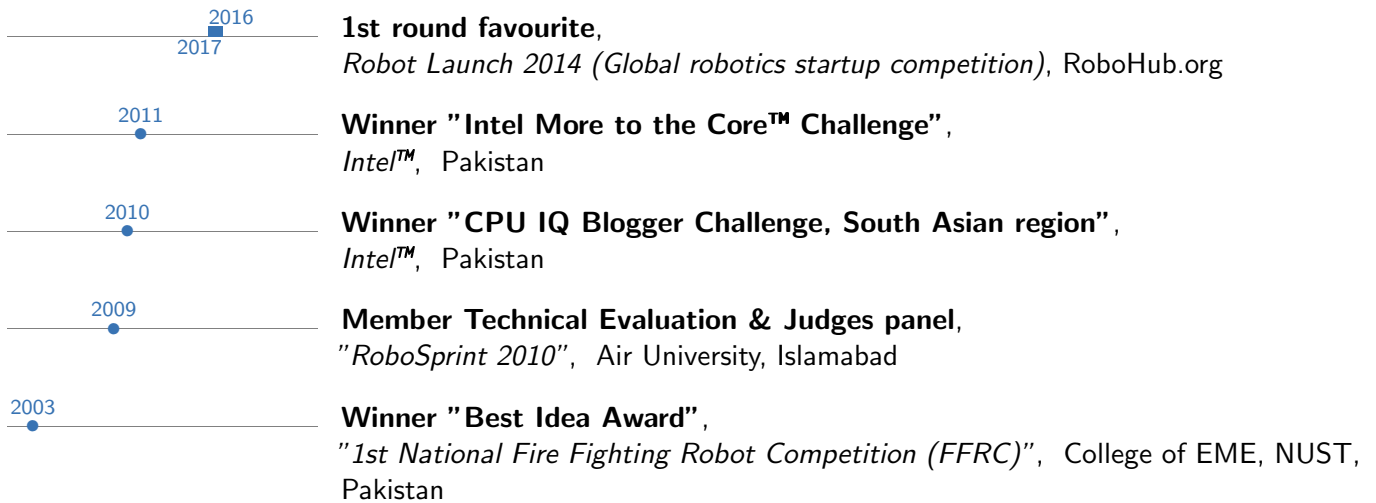 2016
2017
1st round favourite,
Robot Launch 2014 (Global robotics startup competition), RoboHub.org
2011
Winner ”Intel More to the Core™ Challenge”,
Intel™, Pakistan
2010
Winner ”CPU IQ Blogger Challenge, South Asian region”,
Intel™, Pakistan
2009
Member Technical Evaluation & Judges panel,
”RoboSprint 2010”, Air University, Islamabad
2003
Winner ”Best Idea Award”,
”1st National Fire Fighting Robot Competition (FFRC)”, College of EME, NUST,
Pakistan